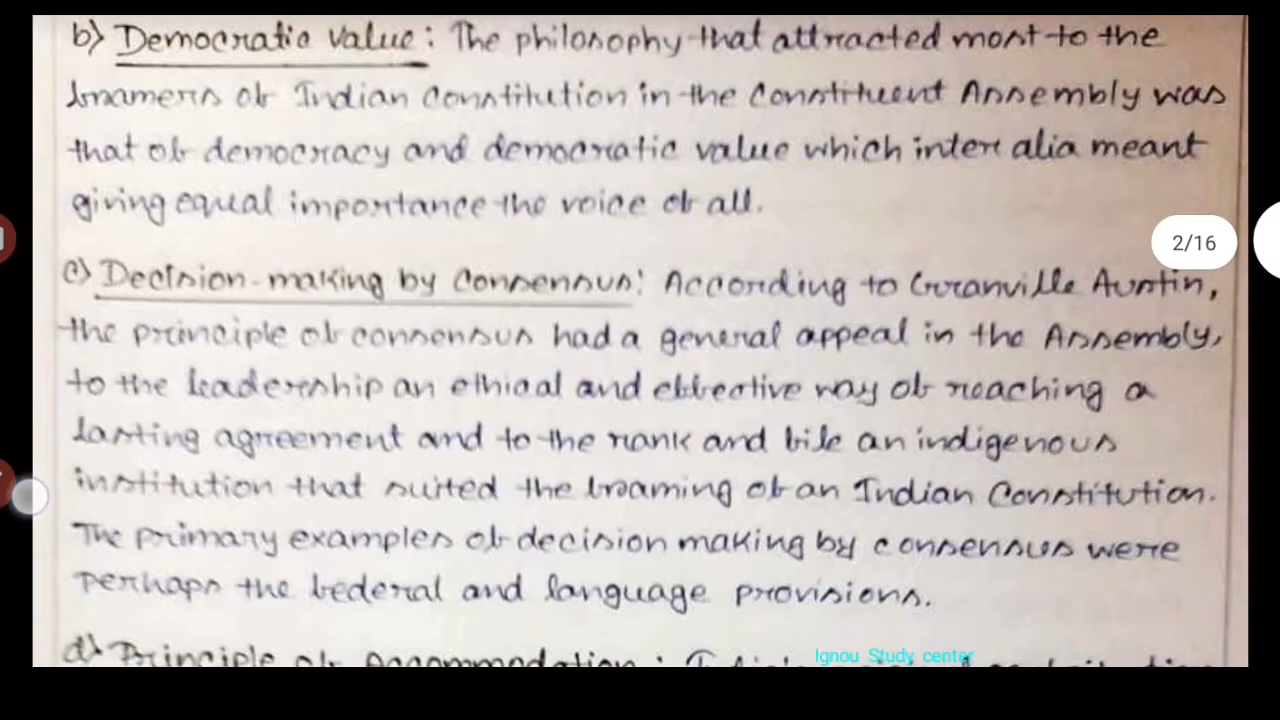 b) Democratic value: The philosophy that attracted most to the
framers of Indian Constitution in the Constituent Assembly was
that of democracy and democratic value which inter alia meant
giving equal importance the voice of all.
2/16
c) Decision-making by Consensus: According to Granville Austin,
the principle of consensus had a general appeal in the Assembly,
to the leadership an ethical and effective way of reaching a
lasting agreement and to the rank and file an indigenous
institution that suited the framing of an Indian Constitution.
The primary examples of decision making by consensus were
perhaps the federal and language provisions.
d) Principle of Accommodation:
Ignou Study center